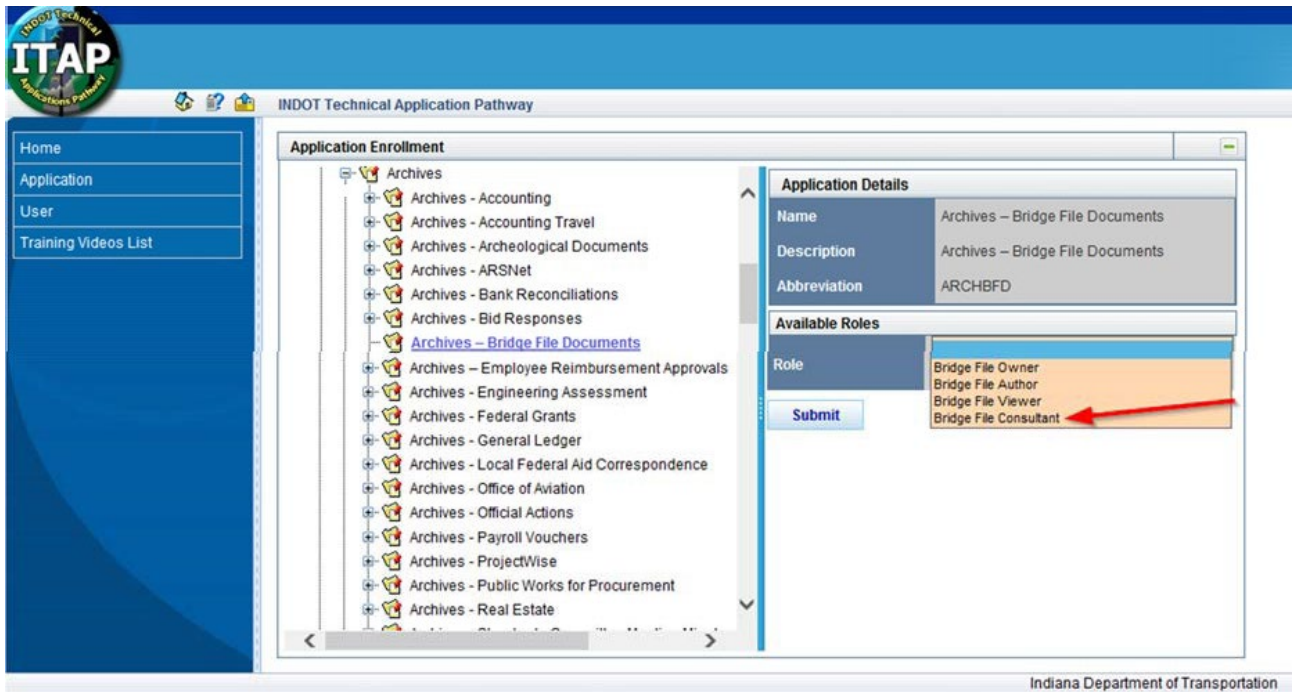 INDOT Technical
ITAP
Applications Pathway
INDOT Technical Application Pathway
Home
Application
User
Training Videos List
Application Enrollment
Archives
Archives - Accounting
Archives - Accounting Travel
Archives - Archeological Documents
Archives - ARSNet
Archives - Bank Reconciliations
Archives - Bid Responses
Archives – Bridge File Documents
Archives – Employee Reimbursement Approvals
Archives - Engineering Assessment
Archives - Federal Grants
Archives - General Ledger
Archives - Local Federal Aid Correspondence
Archives - Office of Aviation
Archives - Official Actions
Archives - Payroll Vouchers
Archives - ProjectWise
Archives - Public Works for Procurement
Archives - Real Estate
Application Details
Name Archives – Bridge File Documents
Description Archives – Bridge File Documents
Abbreviation ARCHBFD
Available Roles
Role
Bridge File Owner
Bridge File Author
Bridge File Viewer
Bridge File Consultant
Submit
Indiana Department of Transportation